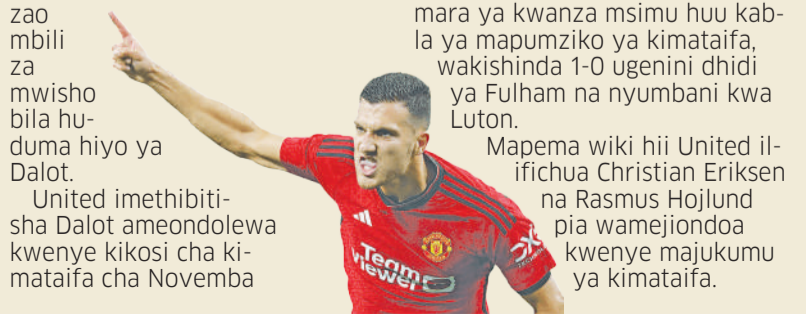 zao
mbili
za
mwisho
bila hu-
duma hiyo ya
Dalot.
United imethibiti-
sha Dalot ameondolewa
kwenye kikosi cha ki-
mataifa cha Novemba
mara ya kwanza msimu huu kab-
la ya mapumziko ya kimataifa,
wakishinda 1-0 ugenini dhidi
ya Fulham na nyumbani kwa
Luton.
Mapema wiki hii United il-
ifichua Christian Eriksen
na Rasmus Hojlund
pia wamejiondoa
kwenye majukumu
ya kimataifa.
Team
Viewer